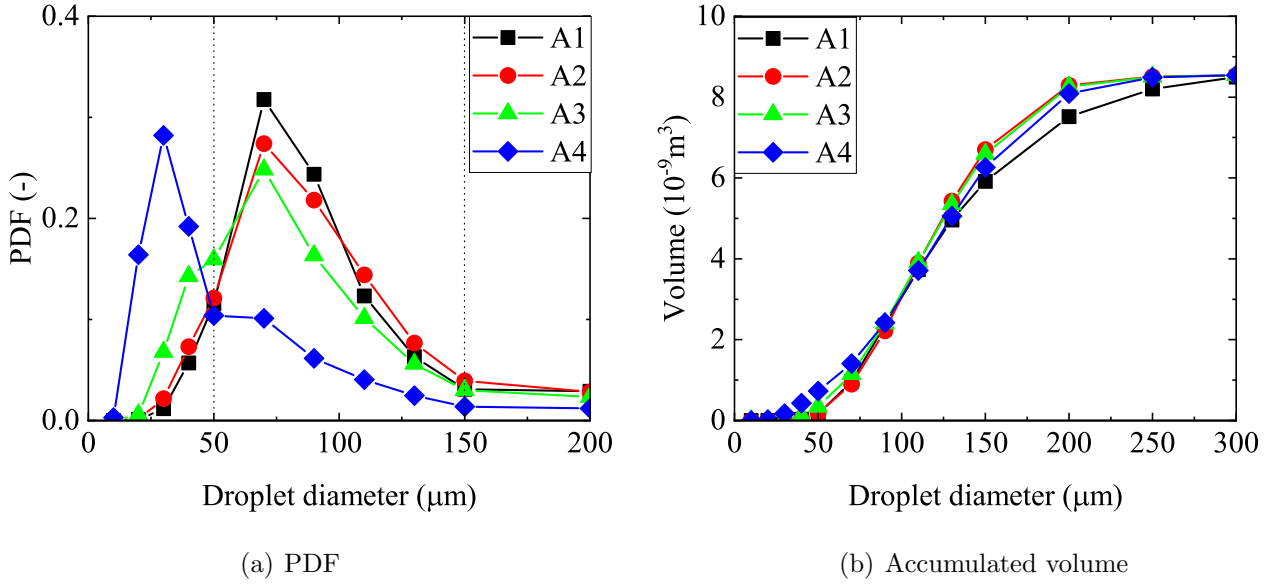 PDF (-)
0.4
0.2
0.0
0 50 100 150 200
Droplet diameter (μm)
A1
A2
A3
A4
(a) PDF
Volume (10⁻⁹m³)
10
8
6
4
2
0
0 50 100 150 200 250 300
Droplet diameter (μm)
A1
A2
A3
A4
(b) Accumulated volume